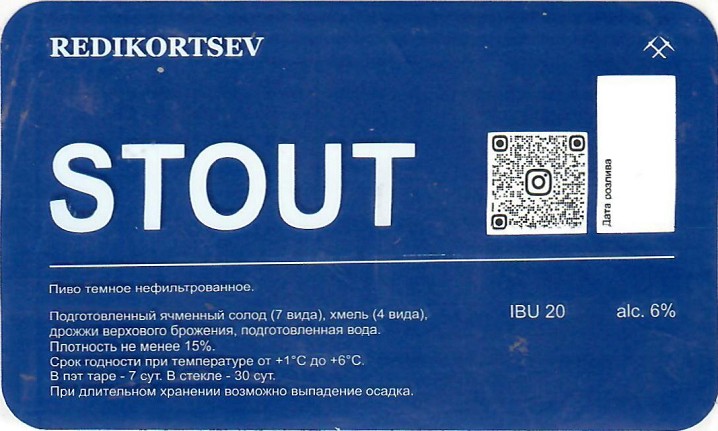 REDIKORTSEV
STOUT
Дата розлива
Пиво темное нефильтрованное.
Подготовленный ячменный солод (7 вида), хмель (4 вида),
дрожжи верхового брожения, подготовленная вода.
Плотность не менее 15%.
Срок годности при температуре от +1°С до +6°С.
В пэт таре - 7 сут. В стекле - 30 сут.
При длительном хранении возможно выпадение осадка.
IBU 20
alc. 6%